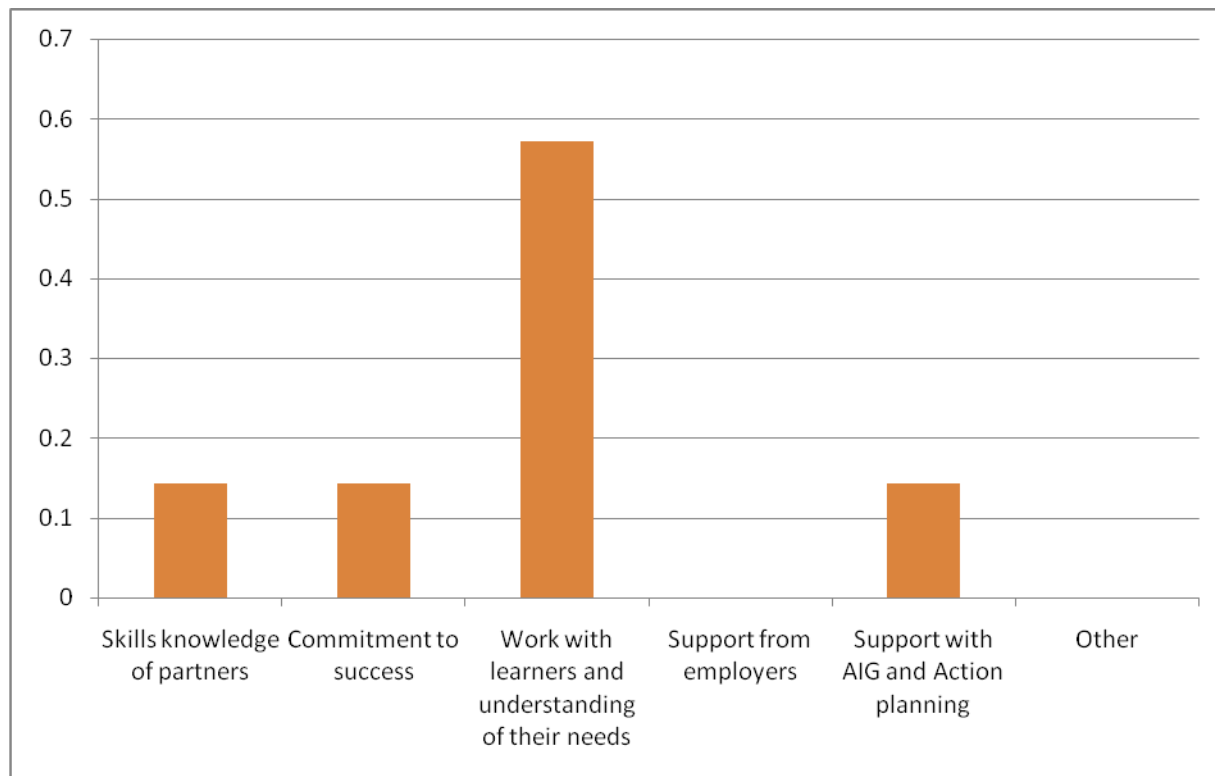 0.7
0.6
0.5
0.4
0.3
0.2
0.1
0
Skills knowledge
of partners
Commitment to
success
Work with
learners and
understanding
of their needs
Support from
employers
Support with
AIG and Action
planning
Other